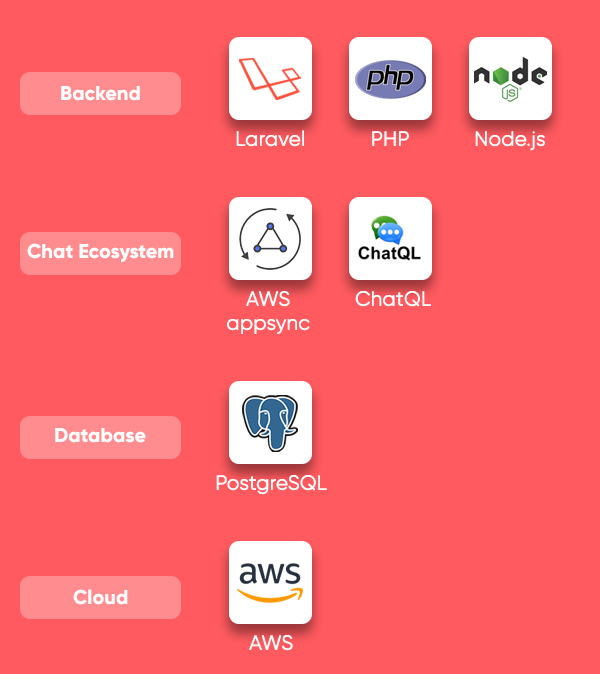 Backend
php
node
JS
Laravel
PHP
Node.js
Chat Ecosystem
ChatQL
AWS
appsync
ChatQL
Database
PostgreSQL
Cloud
aws
AWS